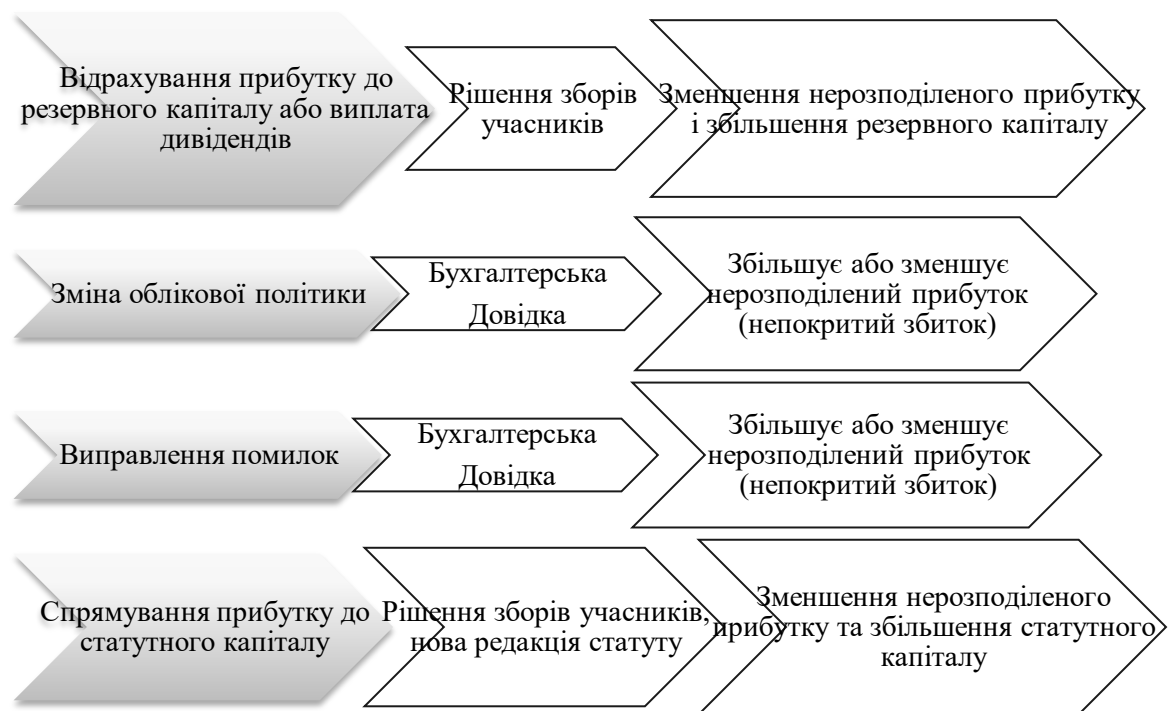 Відрахування прибутку до
резервного капіталу або виплата
дивідендів
Рішення зборів
учасників
Зменшення нерозподіленого прибутку
і збільшення резервного капіталу
Зміна облікової політики
Бухгалтерська
Довідка
Збільшує або зменшує
нерозподілений прибуток
(непокритий збиток)
Виправлення помилок
Бухгалтерська
Довідка
Збільшує або зменшує
нерозподілений прибуток
(непокритий збиток)
Спрямування прибутку до
статутного капіталу
Рішення зборів учасників,
нова редакція статуту
Зменшення нерозподіленого
прибутку та збільшення статутного
капіталу